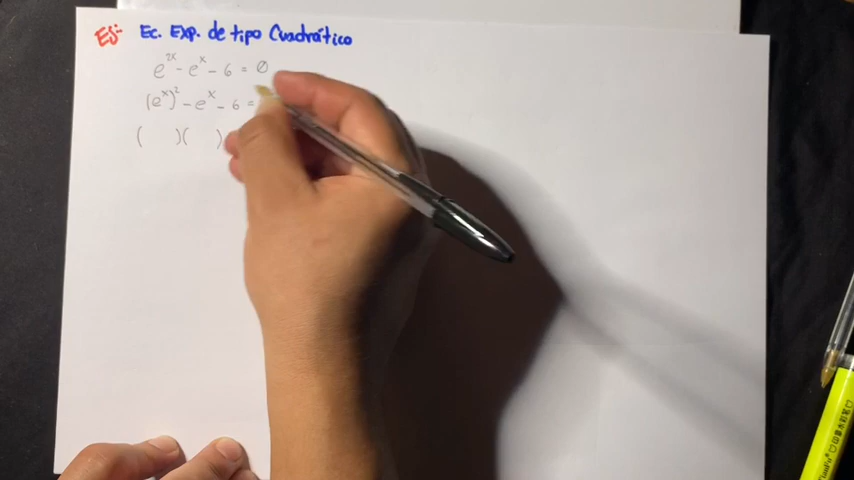 Ej:- Ec. Exp. de tipo Cuadrático
e^{2x} - e^x - 6 = 0
(e^x)^2 - e^x - 6 =
( )( )